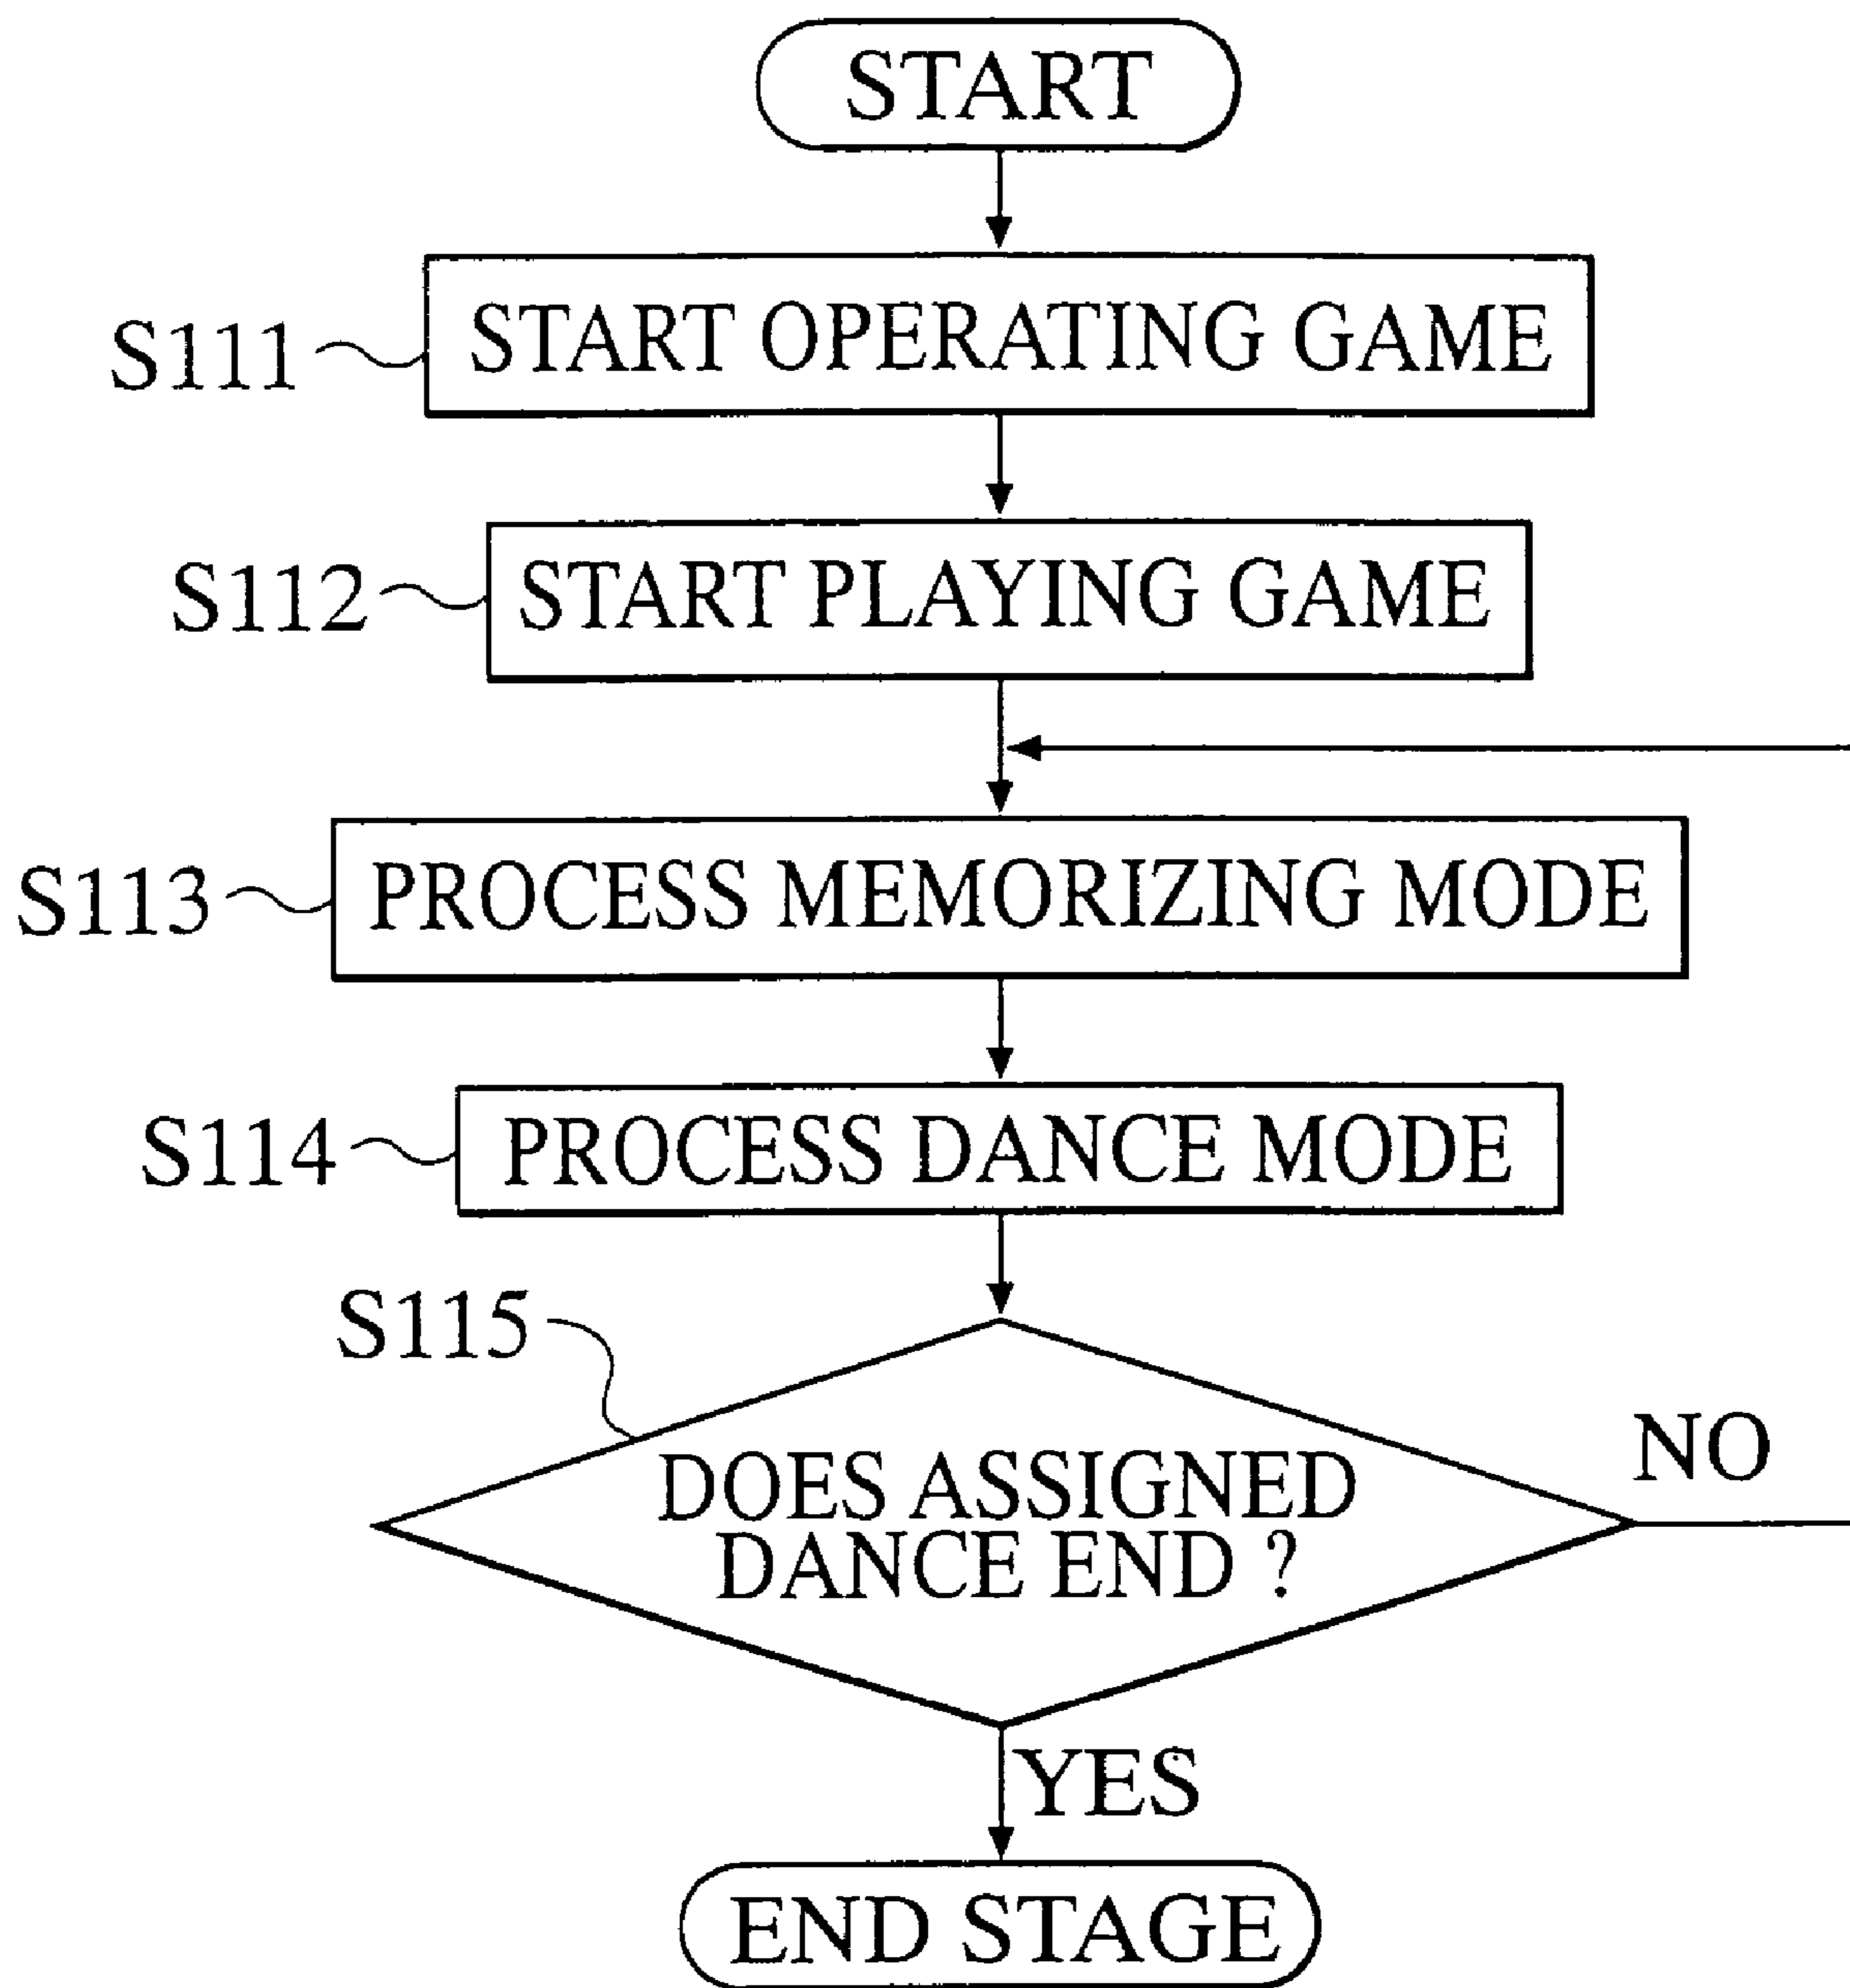 START
S111
START OPERATING GAME
S112
START PLAYING GAME
S113
PROCESS MEMORIZING MODE
S114
PROCESS DANCE MODE
S115
DOES ASSIGNED
DANCE END ?
NO
YES
END STAGE